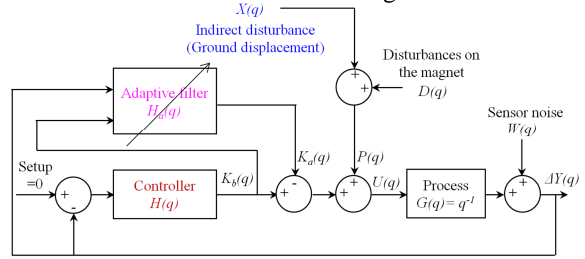 X(q)
Indirect disturbance
(Ground displacement)
Disturbances on
the magnet
D(q)
Adaptive filter
Hₐ(q)
+
+
+
Sensor noise
W(q)
Setup
=0
Kₐ(q)
P(q)
Controller
H(q)
K_b(q)
-
-
+
+
U(q)
Process
G(q) = q⁻¹
+
+
ΔY(q)